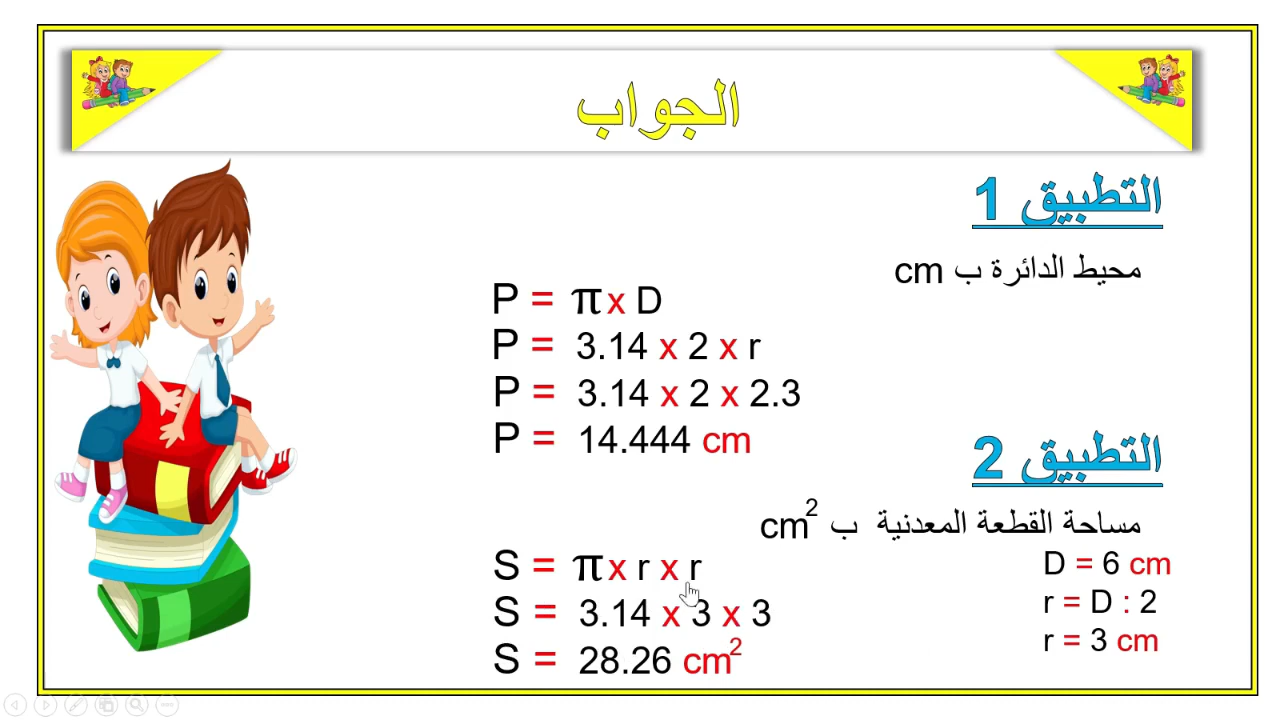 الجواب
التطبيق 1
محيط الدائرة ب cm
P = π x D
P = 3.14 x 2 x r
P = 3.14 x 2 x 2.3
P = 14.444 cm
التطبيق 2
مساحة القطعة المعدنية ب cm²
D = 6 cm
r = D : 2
r = 3 cm
S = π x r x r
S = 3.14 x 3 x 3
S = 28.26 cm²